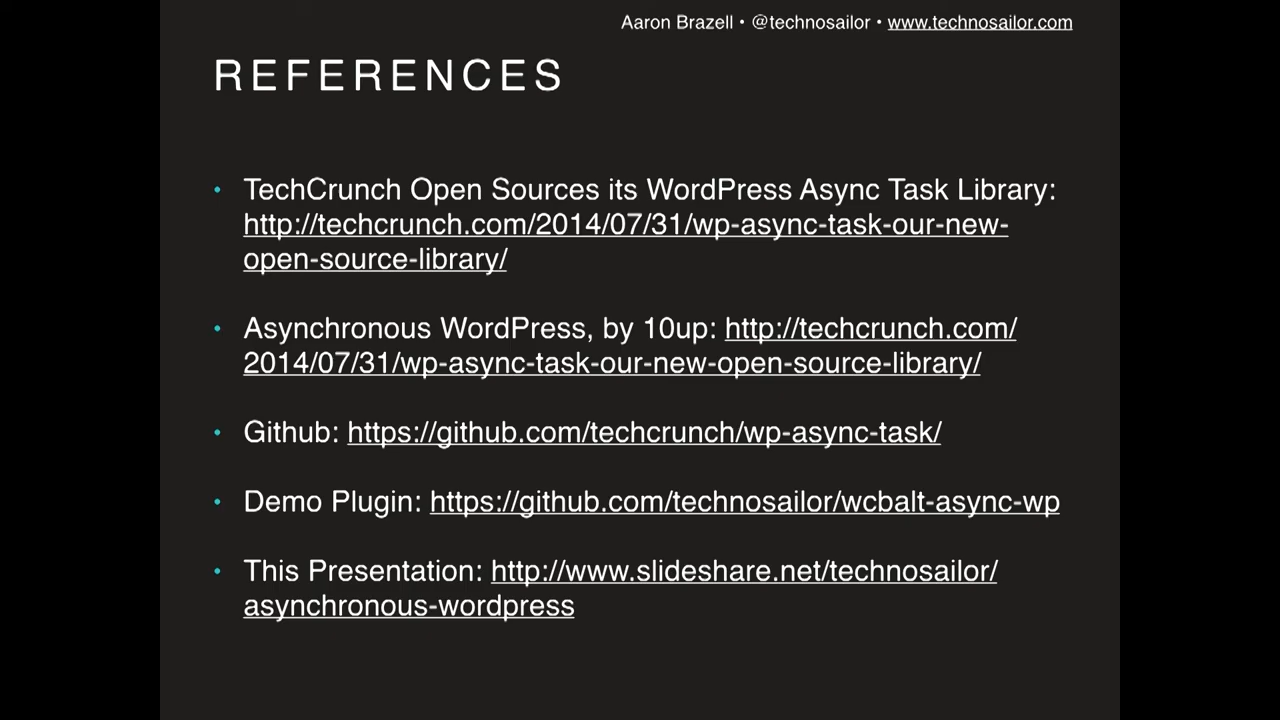 Aaron Brazell • @technosailor • www.technosailor.com
REFERENCES
• TechCrunch Open Sources its WordPress Async Task Library:
http://techcrunch.com/2014/07/31/wp-async-task-our-new-
open-source-library/
• Asynchronous WordPress, by 10up: http://techcrunch.com/
2014/07/31/wp-async-task-our-new-open-source-library/
• Github: https://github.com/techcrunch/wp-async-task/
• Demo Plugin: https://github.com/technosailor/wcbalt-async-wp
• This Presentation: http://www.slideshare.net/technosailor/
asynchronous-wordpress